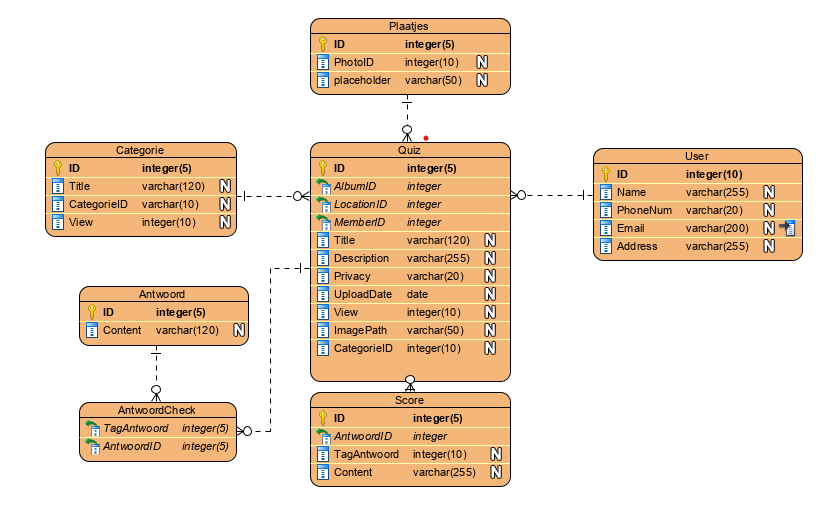 Plaatjes
ID integer(5)
PhotoID integer(10) N
placeholder varchar(50) N
Categorie
ID integer(5)
Title varchar(120) N
CategorieID varchar(10) N
View integer(10) N
Quiz
ID integer(5)
AlbumID integer
LocationID integer
MemberID integer
Title varchar(120) N
Description varchar(255) N
Privacy varchar(20) N
UploadDate date N
View integer(10) N
ImagePath varchar(50) N
CategorieID integer(10) N
User
ID integer(10)
Name varchar(255) N
PhoneNum varchar(20) N
Email varchar(200) N
Address varchar(255) N
Antwoord
ID integer(5)
Content varchar(120) N
AntwoordCheck
TagAntwoord integer(5)
AntwoordID integer(5)
Score
ID integer(5)
AntwoordID integer
TagAntwoord integer(10) N
Content varchar(255) N